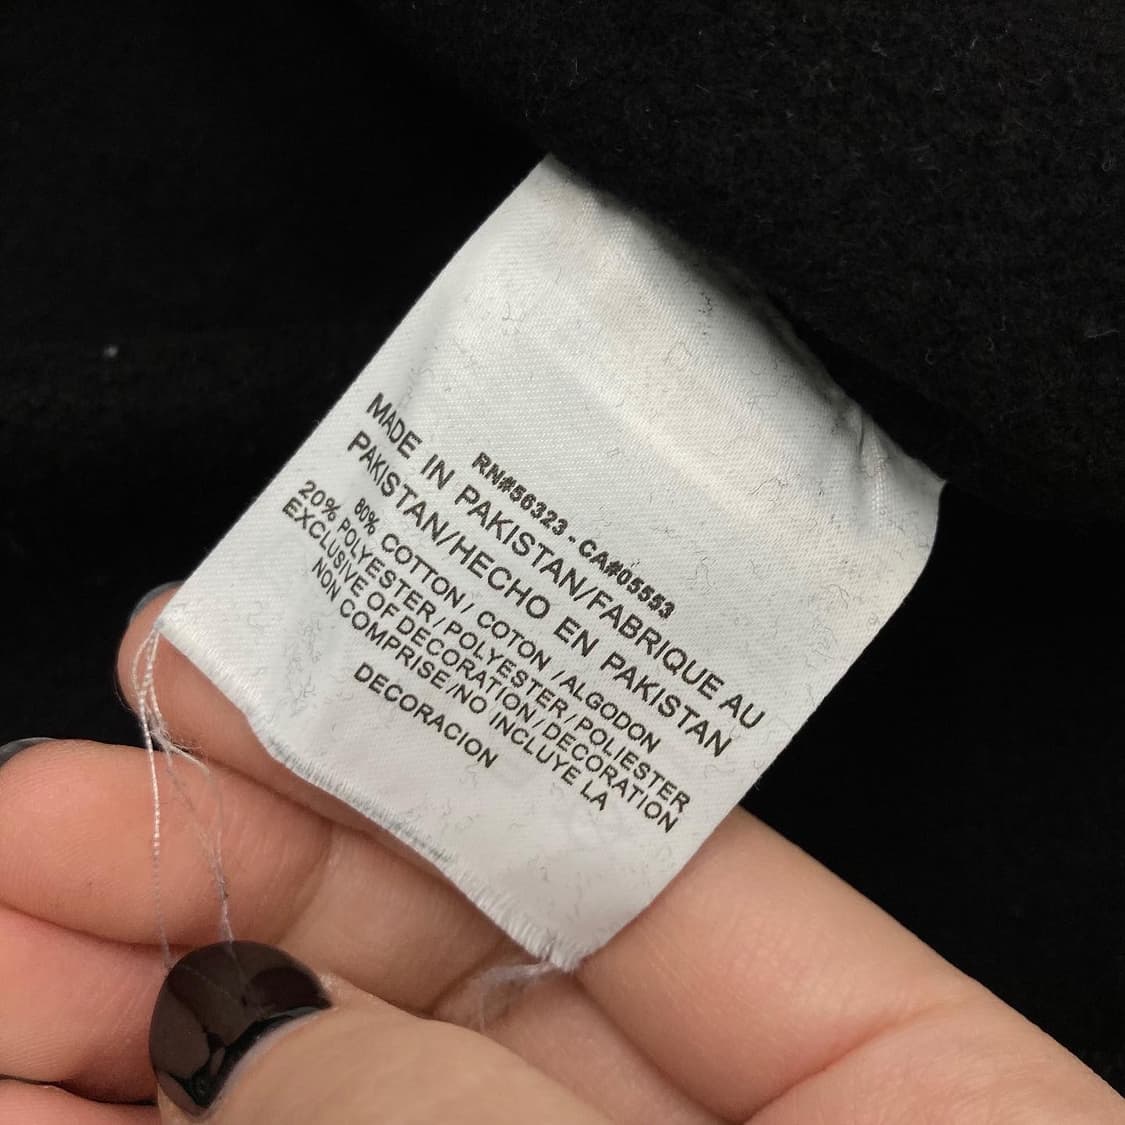 RN#56323 - CA#05553
MADE IN PAKISTAN/FABRIQUE AU
PAKISTAN/HECHO EN PAKISTAN
80% COTTON / COTON / ALGODON
20% POLYESTER / POLYESTER / POLIESTER
EXCLUSIVE OF DECORATION / DECORATION
NON COMPRISE/NO INCLUYE LA
DECORACION